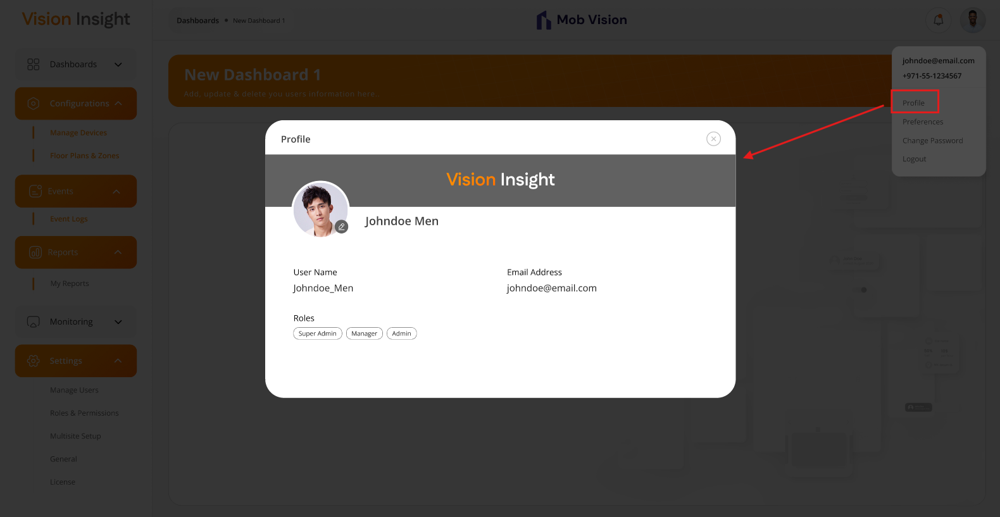 Vision Insight
Dashboards • New Dashboard 1
Mob Vision
Dashboards
Configurations
Manage Devices
Floor Plans & Zones
Events
Event Logs
Reports
My Reports
Monitoring
Settings
Manage Users
Roles & Permissions
Multisite Setup
General
License
New Dashboard 1
Add, update & delete you users information here..
johndoe@email.com
+971-55-1234567
Profile
Preferences
Change Password
Logout
Profile
Vision Insight
Johndoe Men
User Name
Johndoe_Men
Email Address
johndoe@email.com
Roles
Super Admin
Manager
Admin